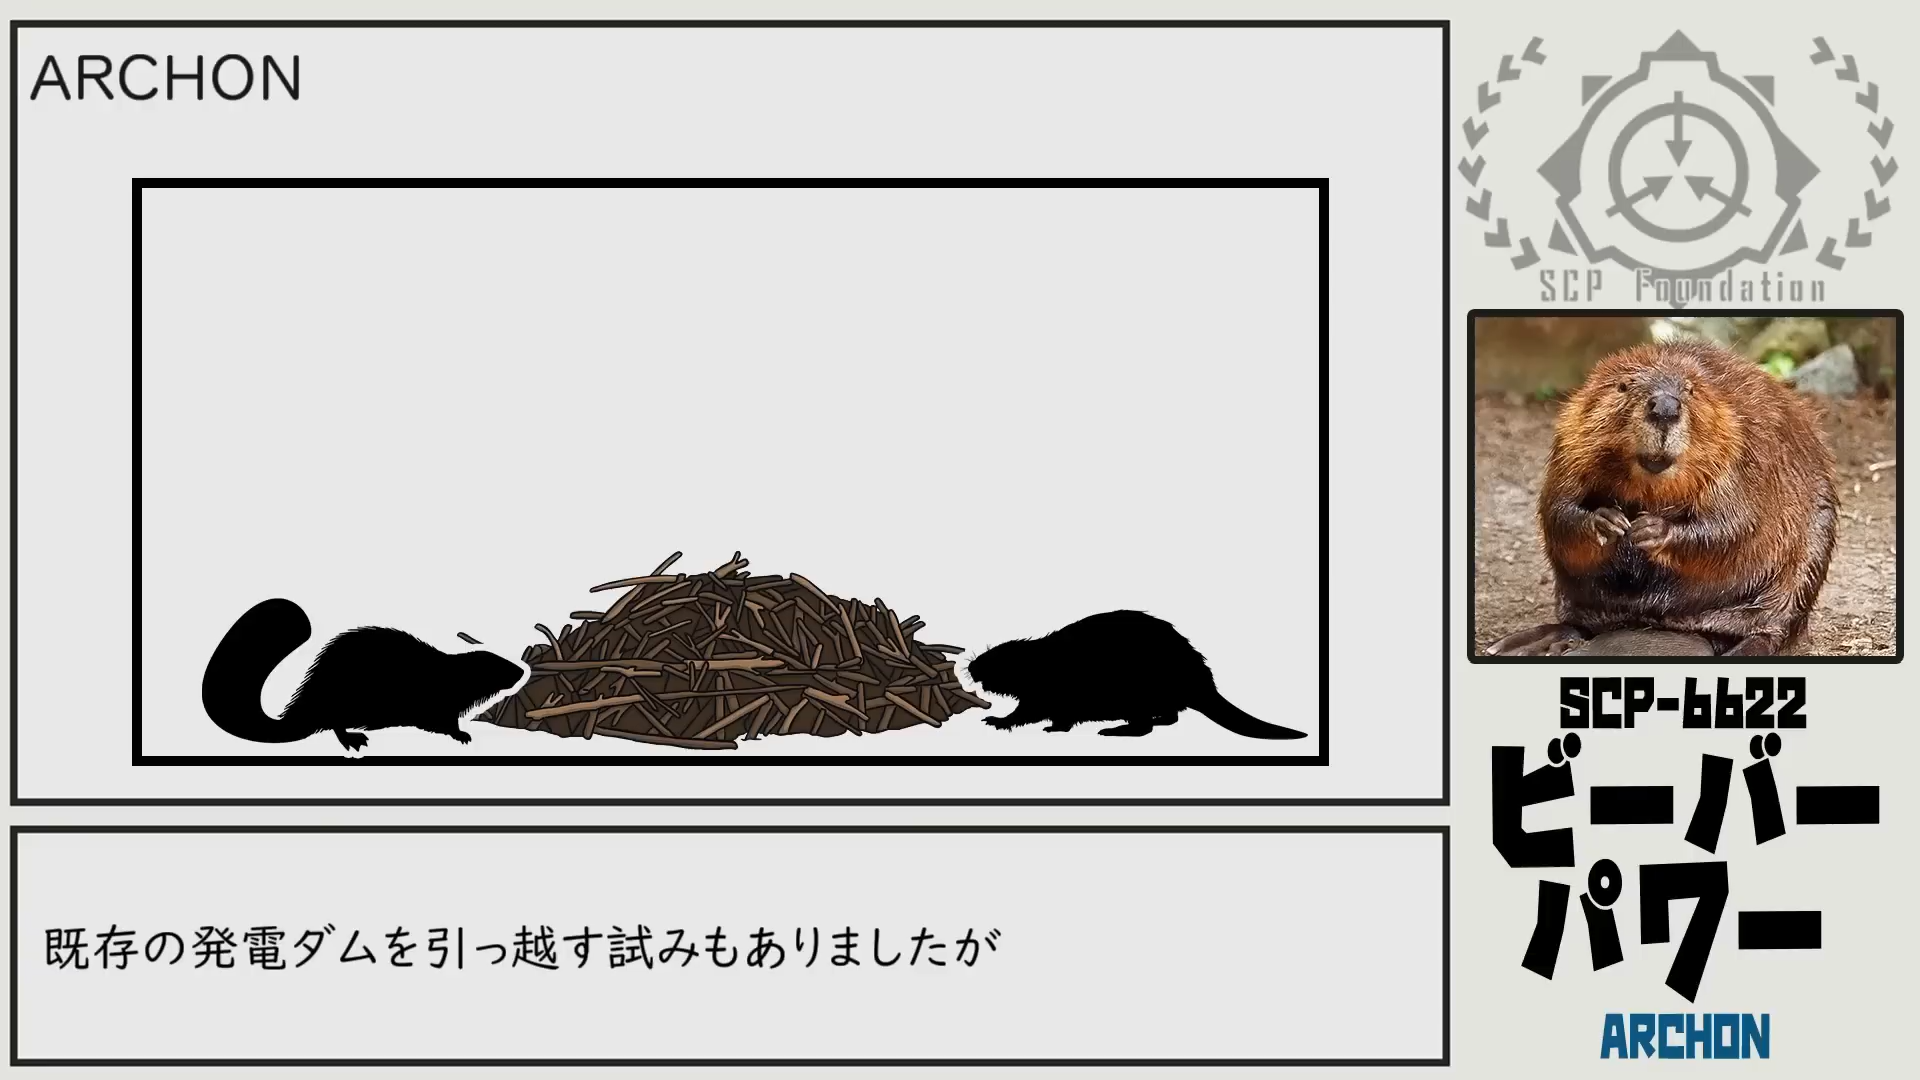 ARCHON
SCP Foundation
SCP-6622
ビーバー
パワー
ARCHON
既存の発電ダムを引っ越す試みもありましたが